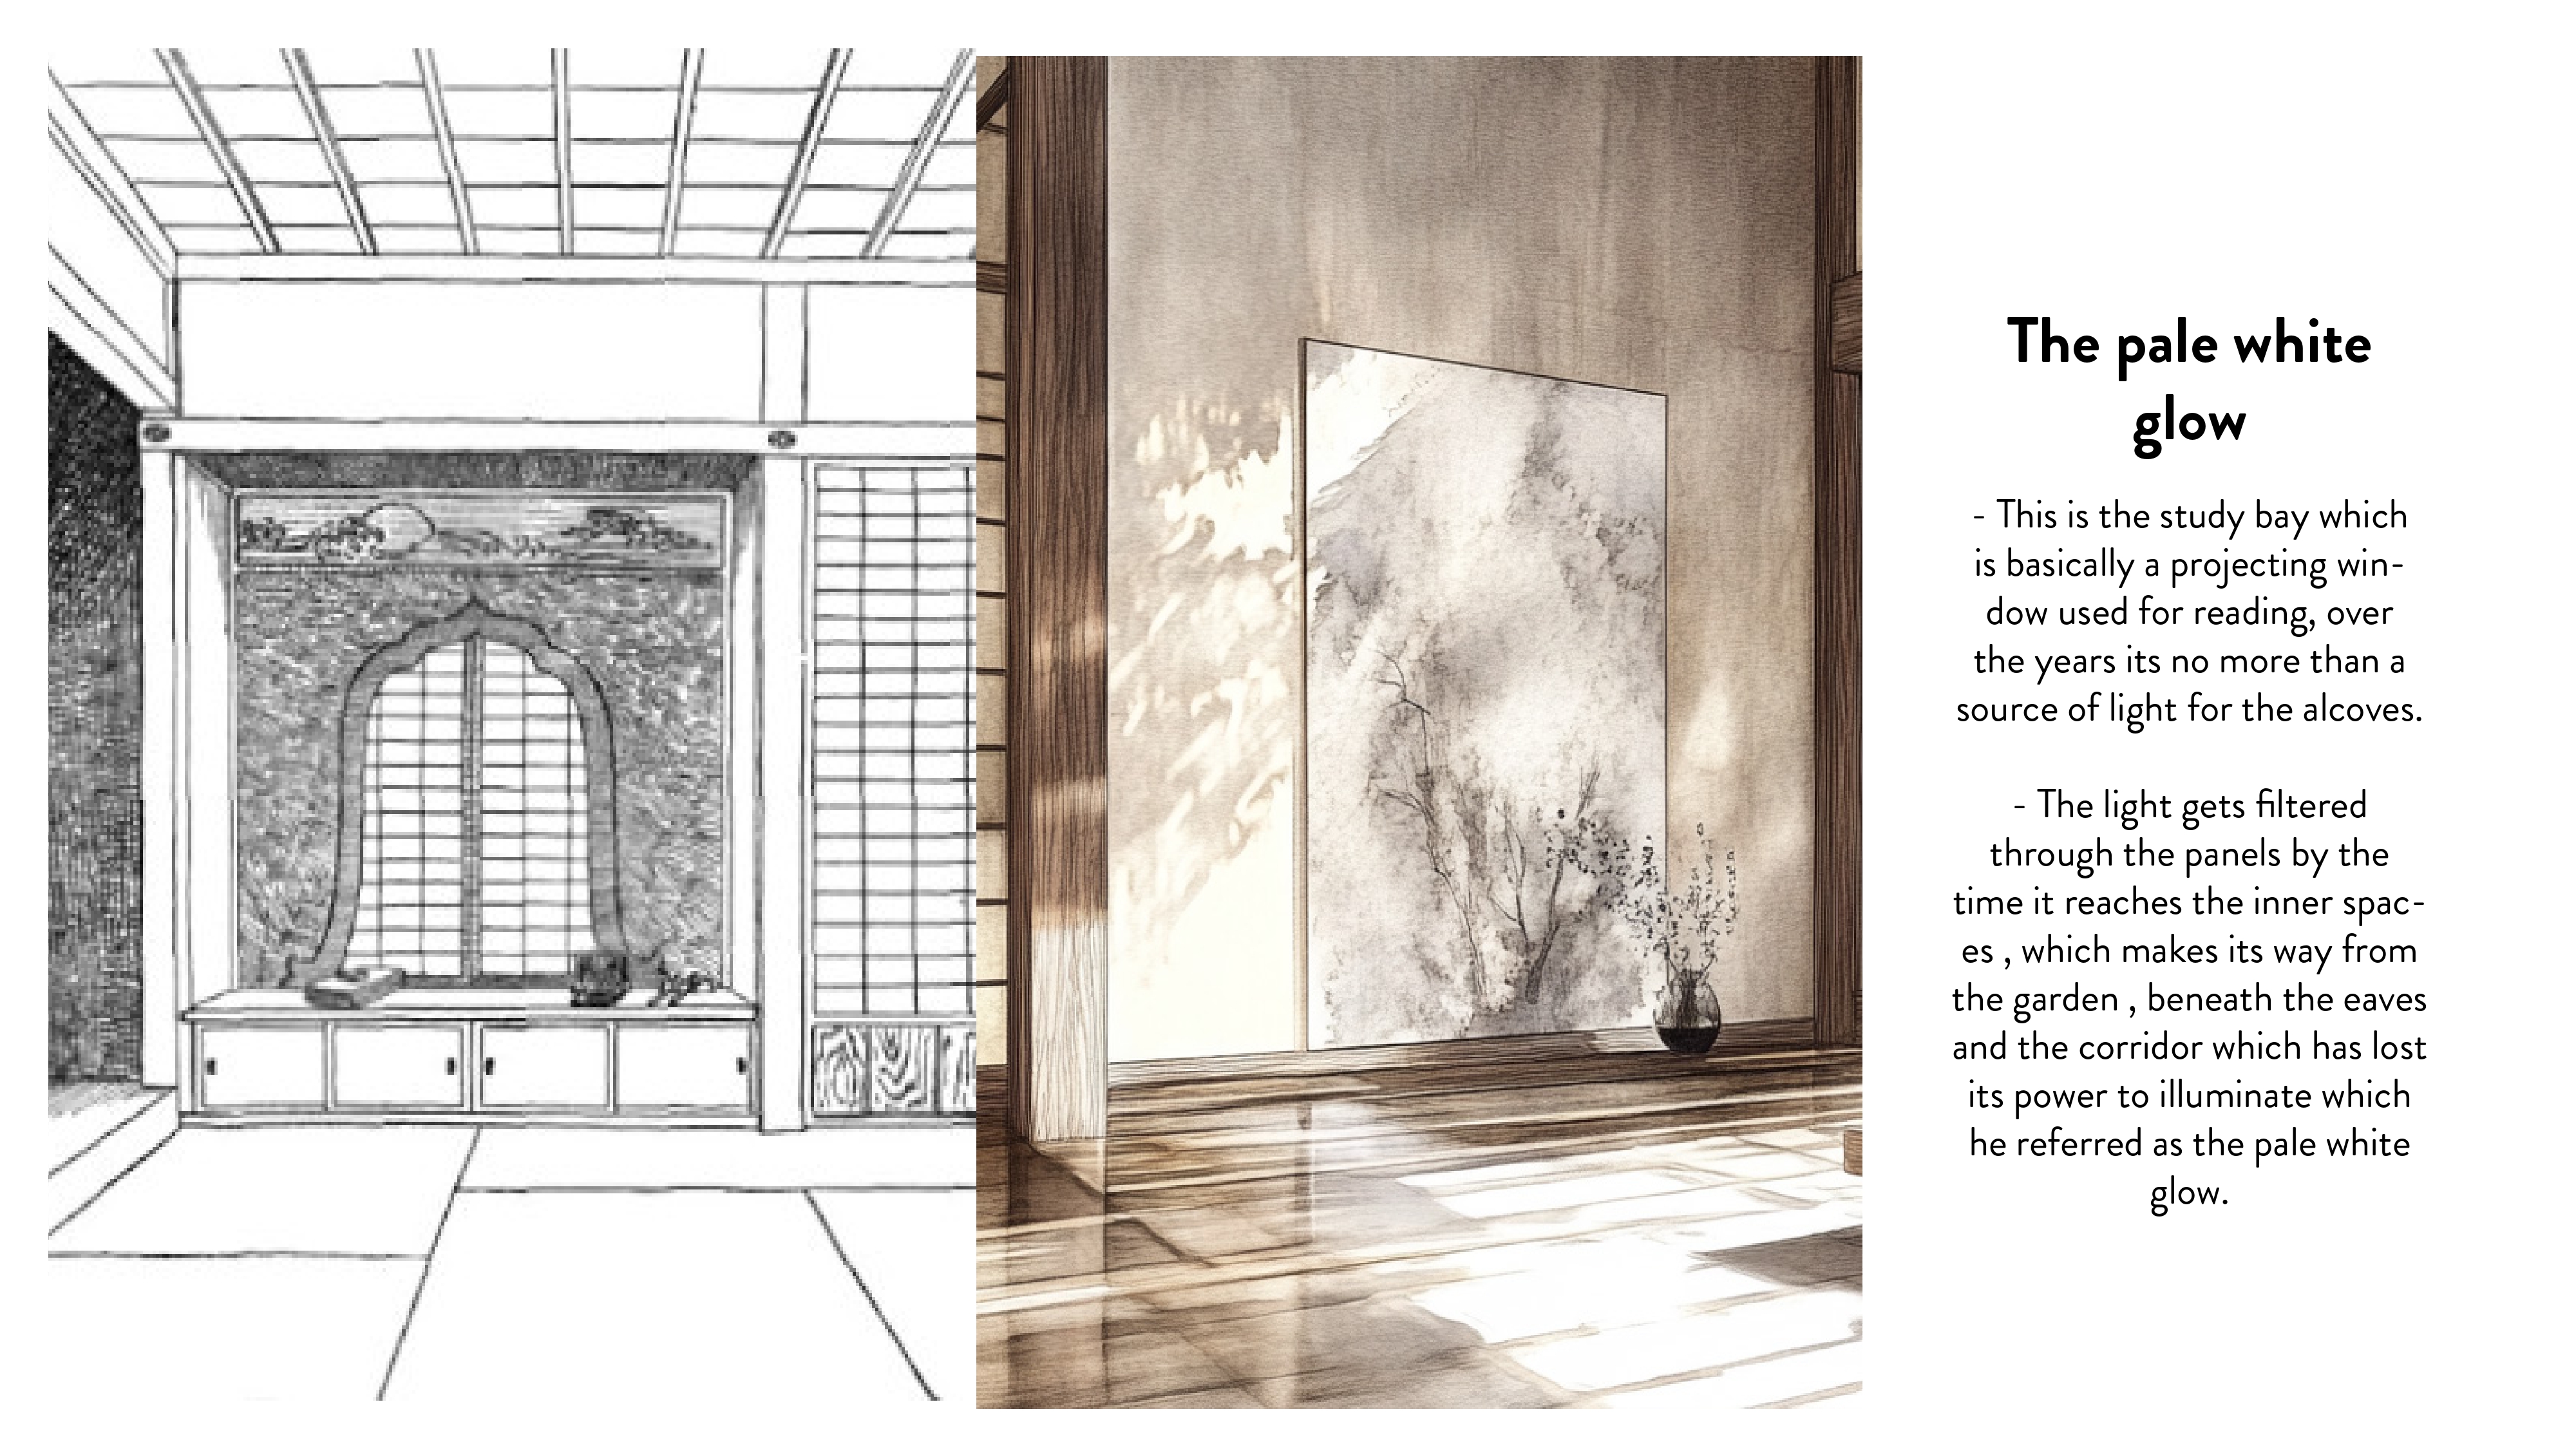 The pale white
glow
- This is the study bay which
is basically a projecting win-
dow used for reading, over
the years its no more than a
source of light for the alcoves.
- The light gets filtered
through the panels by the
time it reaches the inner spac-
es , which makes its way from
the garden , beneath the eaves
and the corridor which has lost
its power to illuminate which
he referred as the pale white
glow.